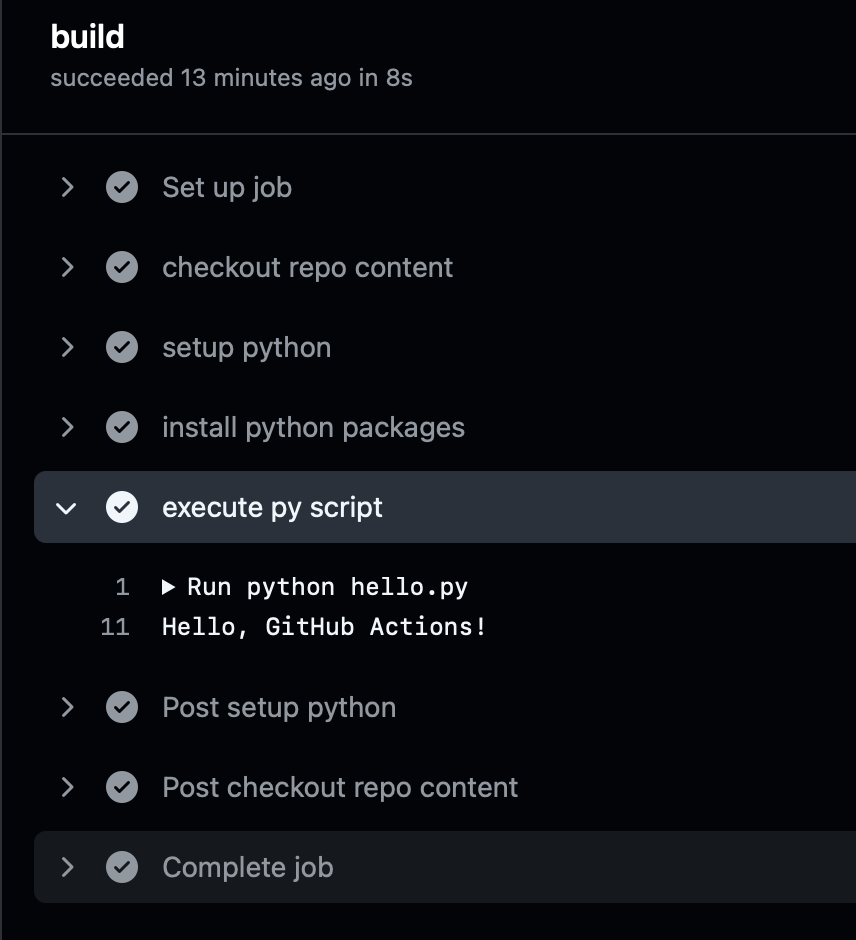 build
succeeded 13 minutes ago in 8s
Set up job
checkout repo content
setup python
install python packages
execute py script
1 Run python hello.py
11 Hello, GitHub Actions!
Post setup python
Post checkout repo content
Complete job